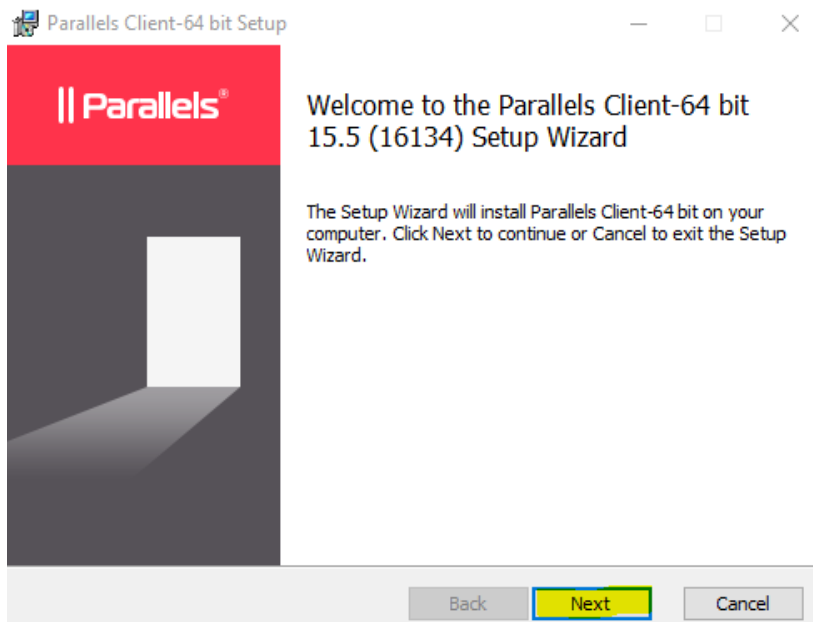 Parallels Client-64 bit Setup
|| Parallels®
Welcome to the Parallels Client-64 bit
15.5 (16134) Setup Wizard
The Setup Wizard will install Parallels Client-64 bit on your
computer. Click Next to continue or Cancel to exit the Setup
Wizard.
Back
Next
Cancel